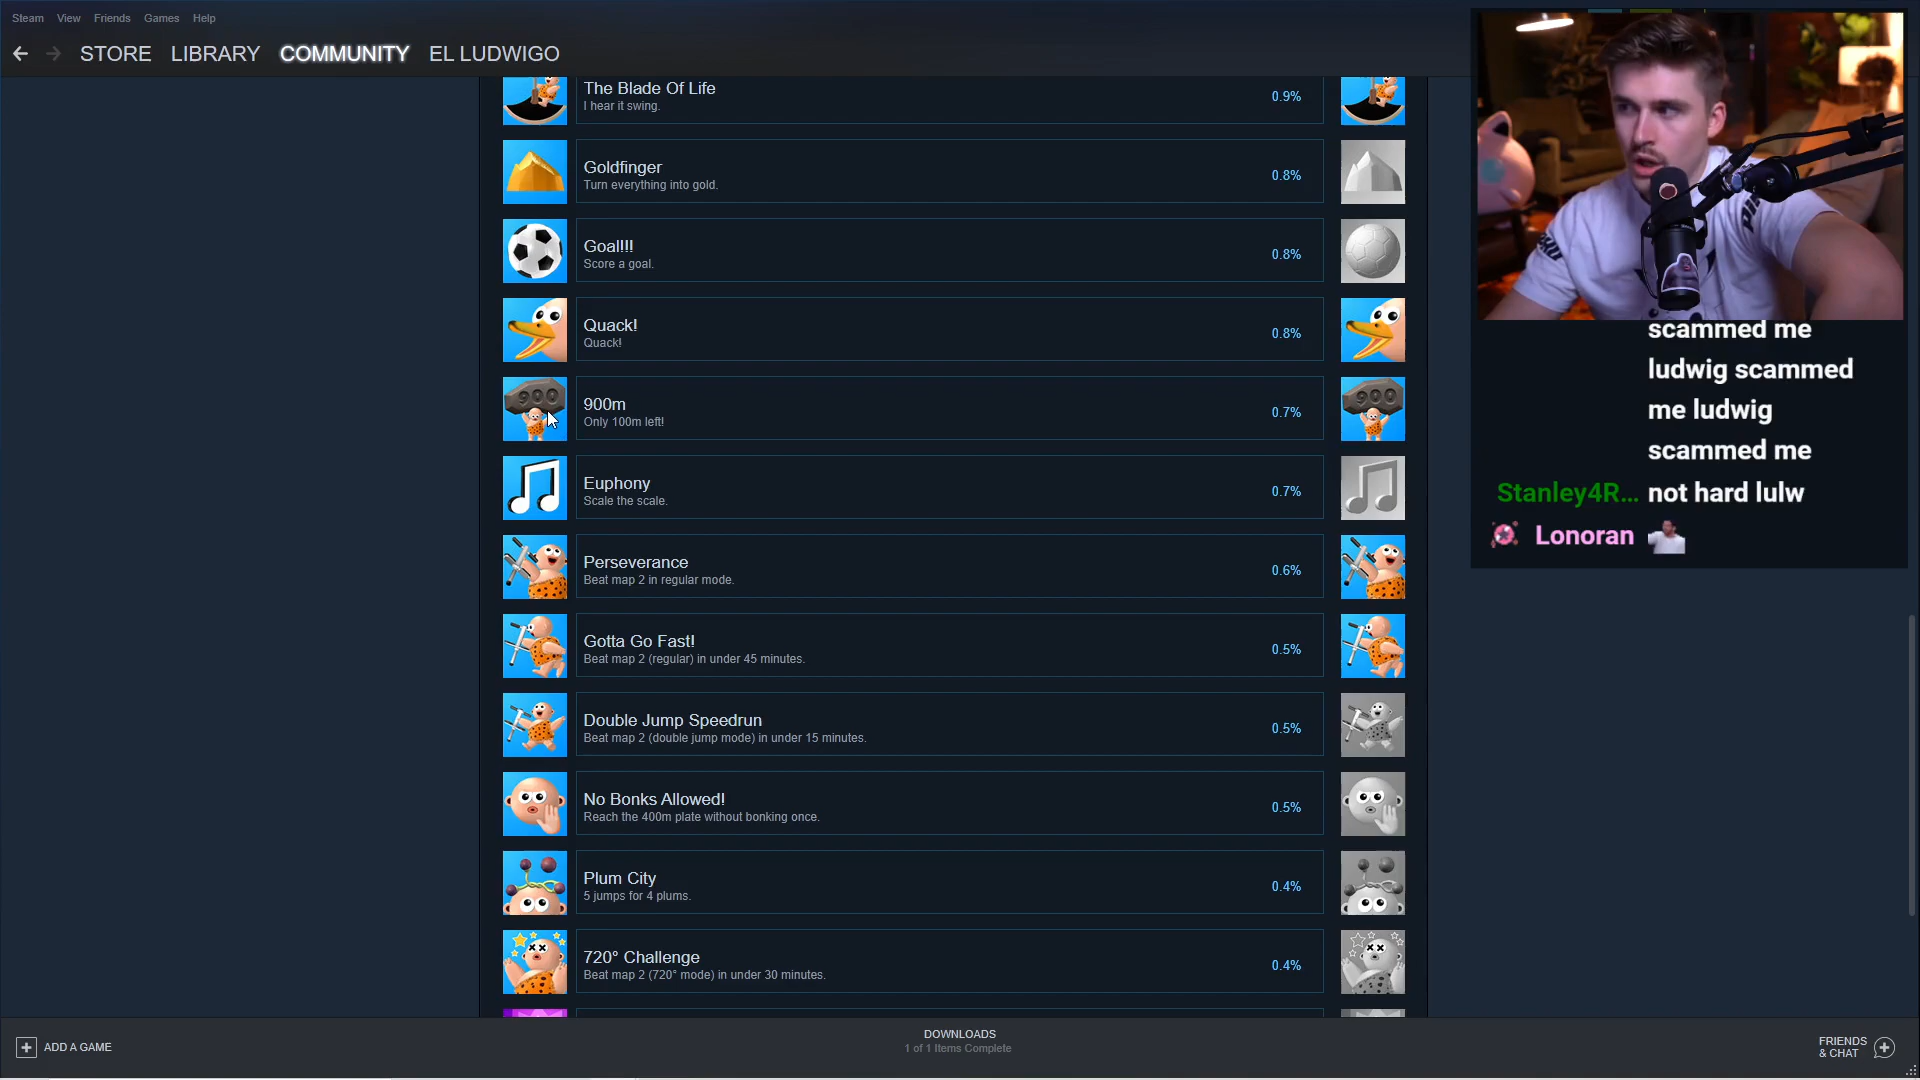 Steam View Friends Games Help
STORE LIBRARY COMMUNITY EL LUDWIGO
The Blade Of Life
I hear it swing.
0.9%
Goldfinger
Turn everything into gold.
0.8%
Goal!!!
Score a goal.
0.8%
Quack!
Quack!
0.8%
900
900m
Only 100m left!
0.7%
900
Euphony
Scale the scale.
0.7%
Perseverance
Beat map 2 in regular mode.
0.6%
Gotta Go Fast!
Beat map 2 (regular) in under 45 minutes.
0.5%
Double Jump Speedrun
Beat map 2 (double jump mode) in under 15 minutes.
0.5%
No Bonks Allowed!
Reach the 400m plate without bonking once.
0.5%
Plum City
5 jumps for 4 plums.
0.4%
720° Challenge
Beat map 2 (720° mode) in under 30 minutes.
0.4%
scammed me
ludwig scammed
me ludwig
scammed me
Stanley4R... not hard lulw
Lonoran
ADD A GAME
DOWNLOADS
1 of 1 Items Complete
FRIENDS
& CHAT